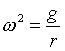 ω² = g/r